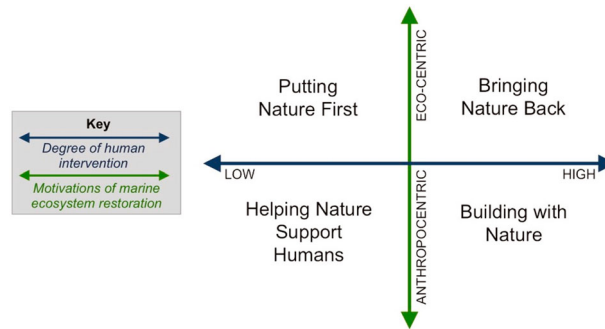 Key
Degree of human
intervention
Motivations of marine
ecosystem restoration
Putting
Nature First
ECO-CENTRIC
Bringing
Nature Back
LOW
HIGH
Helping Nature
Support
Humans
ANTHROPOCENTRIC
Building with
Nature